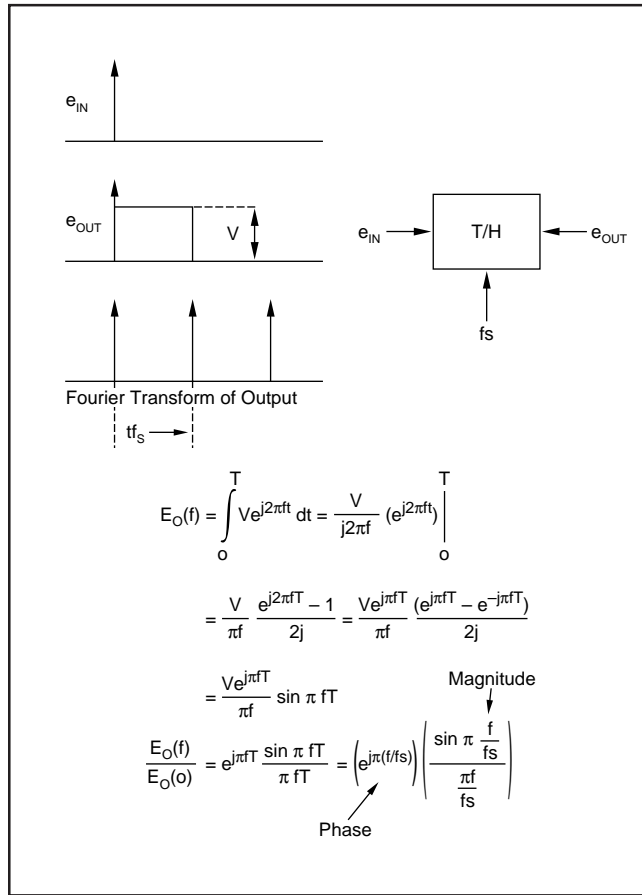 e_IN
e_OUT
V
e_IN T/H e_OUT
fs
Fourier Transform of Output
tf_S
E_O(f) = ∫_o^T Ve^{j2πft} dt = V/(j2πf) (e^{j2πft}) |_o^T
= V/(πf) (e^{j2πfT} – 1)/(2j) = Ve^{jπfT}/(πf) (e^{jπfT} – e^{–jπfT})/(2j)
= Ve^{jπfT}/(πf) sin π fT
Magnitude
E_O(f)/E_O(o) = e^{jπfT} (sin π fT)/(π fT) = (e^{jπ(f/fs)}) ((sin π f/fs)/(πf/fs))
Phase